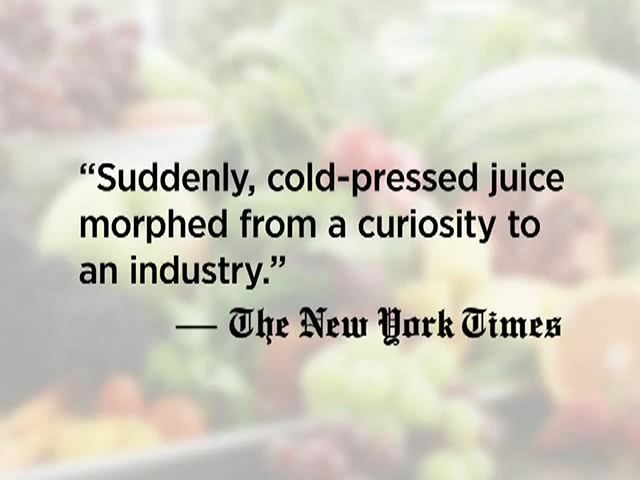 “Suddenly, cold-pressed juice
morphed from a curiosity to
an industry.”
— The New York Times